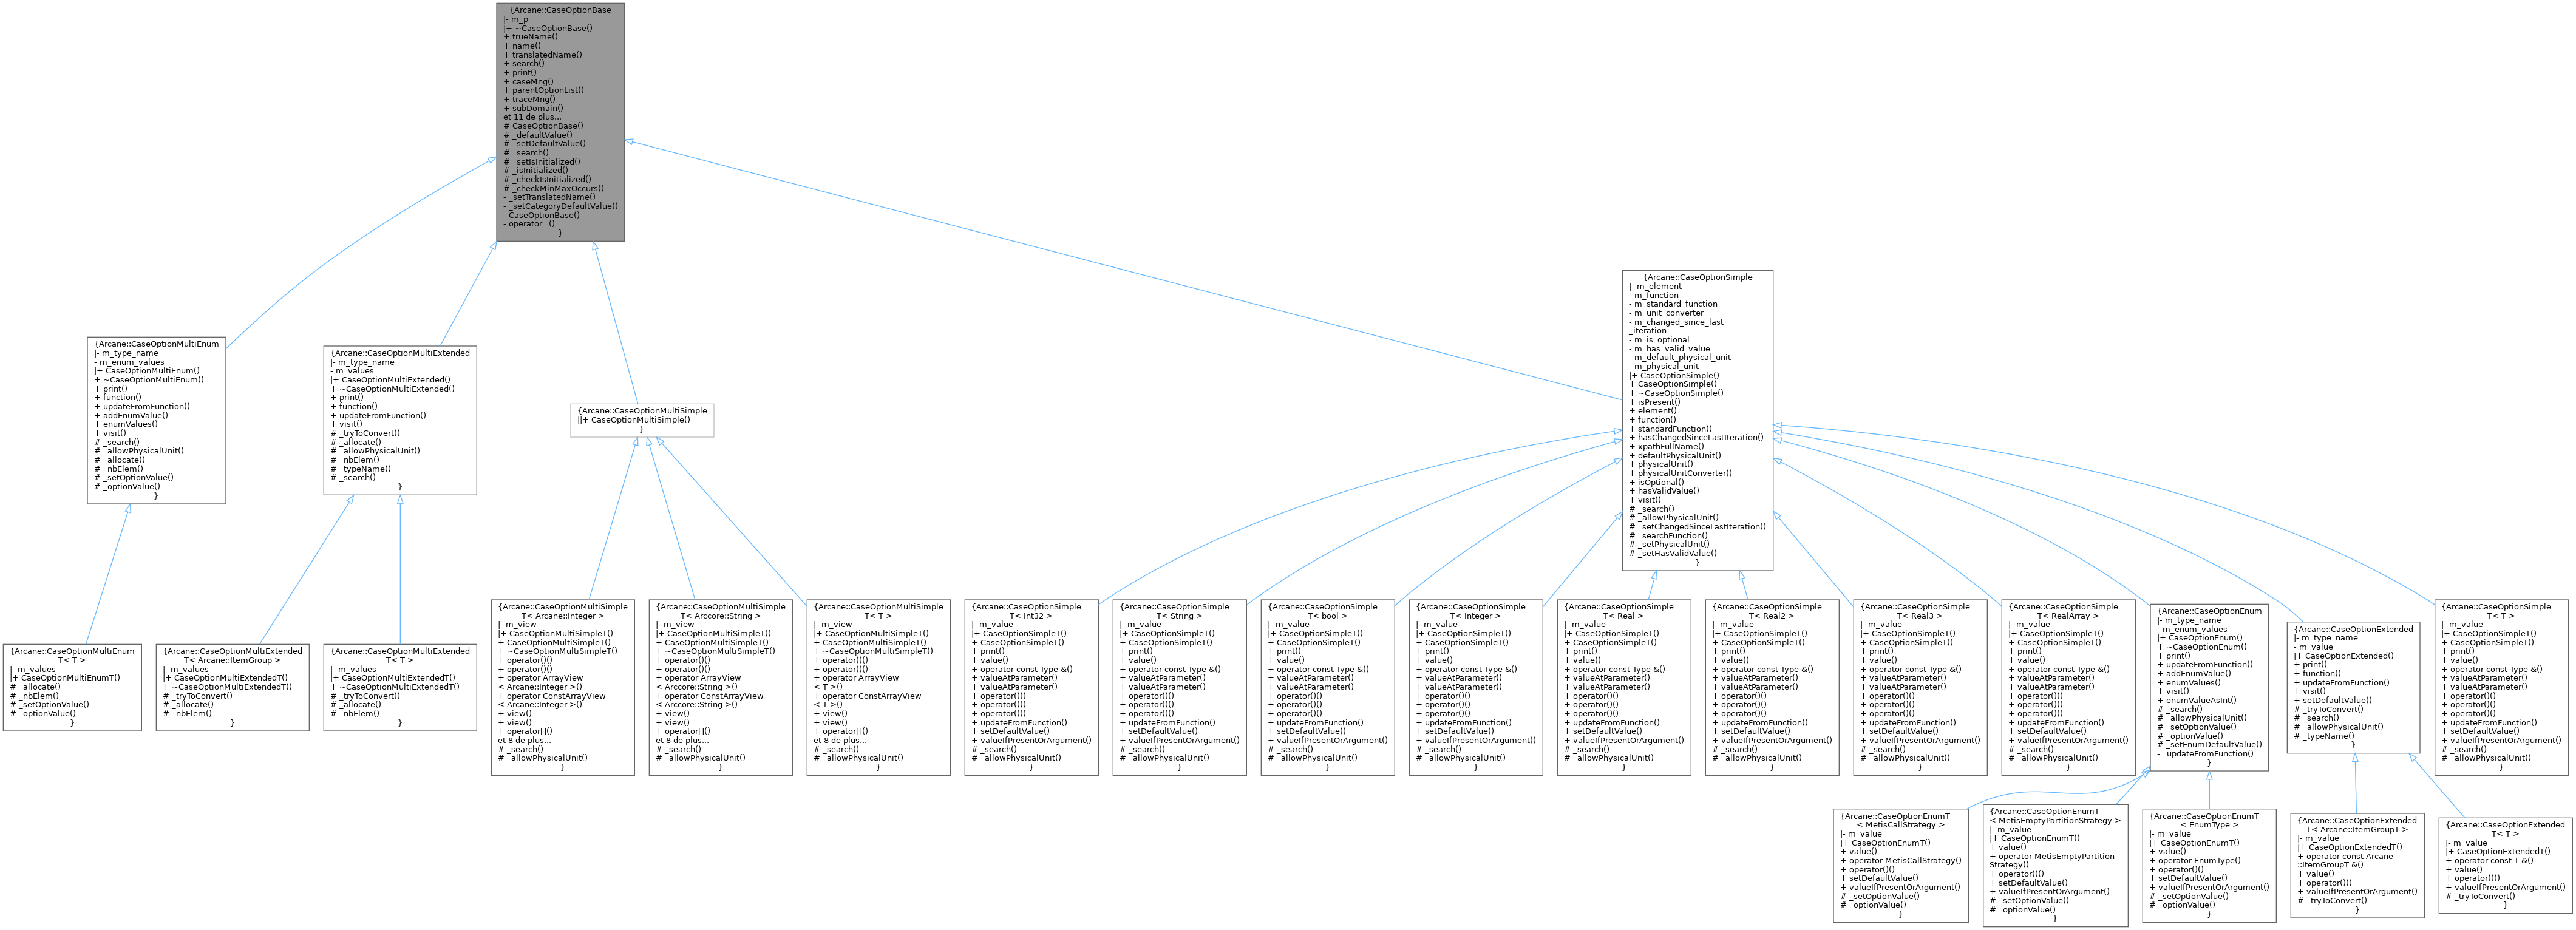 {Arcane::CaseOptionBase
|- m_p
|+ ~CaseOptionBase()
+ trueName()
+ name()
+ translatedName()
+ search()
+ print()
+ caseMng()
+ parentOptionList()
+ traceMng()
+ subDomain()
et 11 de plus...
# CaseOptionBase()
# _defaultValue()
# _setDefaultValue()
# _search()
# _setIsInitialized()
# _isInitialized()
# _checkIsInitialized()
# _checkMinMaxOccurs()
- _setTranslatedName()
- _setCategoryDefaultValue()
- CaseOptionBase()
- operator=()
}
{Arcane::CaseOptionMultiEnum
|- m_type_name
- m_enum_values
|+ CaseOptionMultiEnum()
+ ~CaseOptionMultiEnum()
+ print()
+ function()
+ updateFromFunction()
+ addEnumValue()
+ enumValues()
+ visit()
# _search()
# _allowPhysicalUnit()
# _allocate()
# _nbElem()
# _setOptionValue()
# _optionValue()
}
{Arcane::CaseOptionMultiExtended
|- m_type_name
- m_values
|+ CaseOptionMultiExtended()
+ ~CaseOptionMultiExtended()
+ print()
+ function()
+ updateFromFunction()
+ visit()
# _tryToConvert()
# _allocate()
# _allowPhysicalUnit()
# _nbElem()
# _typeName()
# _search()
}
{Arcane::CaseOptionMultiSimple
||+ CaseOptionMultiSimple()
}
{Arcane::CaseOptionSimple
|- m_element
- m_function
- m_standard_function
- m_unit_converter
- m_changed_since_last
_iteration
- m_is_optional
- m_has_valid_value
- m_default_physical_unit
- m_physical_unit
|+ CaseOptionSimple()
+ CaseOptionSimple()
+ ~CaseOptionSimple()
+ isPresent()
+ element()
+ function()
+ standardFunction()
+ hasChangedSinceLastIteration()
+ xpathFullName()
+ defaultPhysicalUnit()
+ physicalUnit()
+ physicalUnitConverter()
+ isOptional()
+ hasValidValue()
+ visit()
# _search()
# _allowPhysicalUnit()
# _setChangedSinceLastIteration()
# _searchFunction()
# _setPhysicalUnit()
# _setHasValidValue()
}
{Arcane::CaseOptionMultiEnum
T< T >
|- m_values
|+ CaseOptionMultiEnumT()
# _allocate()
# _nbElem()
# _setOptionValue()
# _optionValue()
}
{Arcane::CaseOptionMultiExtended
T< Arcane::ItemGroup >
|- m_values
|+ CaseOptionMultiExtendedT()
+ ~CaseOptionMultiExtendedT()
# _tryToConvert()
# _allocate()
# _nbElem()
}
{Arcane::CaseOptionMultiExtended
T< T >
|- m_values
|+ CaseOptionMultiExtendedT()
+ ~CaseOptionMultiExtendedT()
# _tryToConvert()
# _allocate()
# _nbElem()
}
{Arcane::CaseOptionMultiSimple
T< Arcane::Integer >
|- m_view
|+ CaseOptionMultiSimpleT()
+ CaseOptionMultiSimpleT()
+ ~CaseOptionMultiSimpleT()
+ operator()()
+ operator()()
+ operator ArrayView
< Arcane::Integer >()
+ operator ConstArrayView
< Arcane::Integer >()
+ view()
+ view()
+ operator[]()
et 8 de plus...
# _search()
# _allowPhysicalUnit()
}
{Arcane::CaseOptionMultiSimple
T< Arccore::String >
|- m_view
|+ CaseOptionMultiSimpleT()
+ CaseOptionMultiSimpleT()
+ ~CaseOptionMultiSimpleT()
+ operator()()
+ operator()()
+ operator ArrayView
< Arccore::String >()
+ operator ConstArrayView
< Arccore::String >()
+ view()
+ view()
+ operator[]()
et 8 de plus...
# _search()
# _allowPhysicalUnit()
}
{Arcane::CaseOptionMultiSimple
T< T >
|- m_view
|+ CaseOptionMultiSimpleT()
+ CaseOptionMultiSimpleT()
+ ~CaseOptionMultiSimpleT()
+ operator()()
+ operator()()
+ operator ArrayView
< T >()
+ operator ConstArrayView
< T >()
+ view()
+ view()
+ operator[]()
et 8 de plus...
# _search()
# _allowPhysicalUnit()
}
{Arcane::CaseOptionSimple
T< Int32 >
|- m_value
|+ CaseOptionSimpleT()
+ CaseOptionSimpleT()
+ print()
+ value()
+ operator const Type &()
+ valueAtParameter()
+ valueAtParameter()
+ operator()()
+ operator()()
+ operator()()
+ updateFromFunction()
+ setDefaultValue()
+ valueIfPresentOrArgument()
# _search()
# _allowPhysicalUnit()
}
{Arcane::CaseOptionSimple
T< String >
|- m_value
|+ CaseOptionSimpleT()
+ CaseOptionSimpleT()
+ print()
+ value()
+ operator const Type &()
+ valueAtParameter()
+ valueAtParameter()
+ operator()()
+ operator()()
+ operator()()
+ updateFromFunction()
+ setDefaultValue()
+ valueIfPresentOrArgument()
# _search()
# _allowPhysicalUnit()
}
{Arcane::CaseOptionSimple
T< bool >
|- m_value
|+ CaseOptionSimpleT()
+ CaseOptionSimpleT()
+ print()
+ value()
+ operator const Type &()
+ valueAtParameter()
+ valueAtParameter()
+ operator()()
+ operator()()
+ operator()()
+ updateFromFunction()
+ setDefaultValue()
+ valueIfPresentOrArgument()
# _search()
# _allowPhysicalUnit()
}
{Arcane::CaseOptionSimple
T< Integer >
|- m_value
|+ CaseOptionSimpleT()
+ CaseOptionSimpleT()
+ print()
+ value()
+ operator const Type &()
+ valueAtParameter()
+ valueAtParameter()
+ operator()()
+ operator()()
+ operator()()
+ updateFromFunction()
+ setDefaultValue()
+ valueIfPresentOrArgument()
# _search()
# _allowPhysicalUnit()
}
{Arcane::CaseOptionSimple
T< Real >
|- m_value
|+ CaseOptionSimpleT()
+ CaseOptionSimpleT()
+ print()
+ value()
+ operator const Type &()
+ valueAtParameter()
+ valueAtParameter()
+ operator()()
+ operator()()
+ operator()()
+ updateFromFunction()
+ setDefaultValue()
+ valueIfPresentOrArgument()
# _search()
# _allowPhysicalUnit()
}
{Arcane::CaseOptionSimple
T< Real2 >
|- m_value
|+ CaseOptionSimpleT()
+ CaseOptionSimpleT()
+ print()
+ value()
+ operator const Type &()
+ valueAtParameter()
+ valueAtParameter()
+ operator()()
+ operator()()
+ operator()()
+ updateFromFunction()
+ setDefaultValue()
+ valueIfPresentOrArgument()
# _search()
# _allowPhysicalUnit()
}
{Arcane::CaseOptionSimple
T< Real3 >
|- m_value
|+ CaseOptionSimpleT()
+ CaseOptionSimpleT()
+ print()
+ value()
+ operator const Type &()
+ valueAtParameter()
+ valueAtParameter()
+ operator()()
+ operator()()
+ operator()()
+ updateFromFunction()
+ setDefaultValue()
+ valueIfPresentOrArgument()
# _search()
# _allowPhysicalUnit()
}
{Arcane::CaseOptionSimple
T< RealArray >
|- m_value
|+ CaseOptionSimpleT()
+ CaseOptionSimpleT()
+ print()
+ value()
+ operator const Type &()
+ valueAtParameter()
+ valueAtParameter()
+ operator()()
+ operator()()
+ operator()()
+ updateFromFunction()
+ setDefaultValue()
+ valueIfPresentOrArgument()
# _search()
# _allowPhysicalUnit()
}
{Arcane::CaseOptionEnum
|- m_type_name
- m_enum_values
|+ CaseOptionEnum()
+ ~CaseOptionEnum()
+ print()
+ updateFromFunction()
+ addEnumValue()
+ enumValues()
+ visit()
+ enumValueAsInt()
# _search()
# _allowPhysicalUnit()
# _setOptionValue()
# _optionValue()
# _setEnumDefaultValue()
- _updateFromFunction()
}
{Arcane::CaseOptionExtended
|- m_type_name
- m_value
|+ CaseOptionExtended()
+ print()
+ function()
+ updateFromFunction()
+ visit()
+ setDefaultValue()
# _tryToConvert()
# _search()
# _allowPhysicalUnit()
# _typeName()
}
{Arcane::CaseOptionSimple
T< T >
|- m_value
|+ CaseOptionSimpleT()
+ CaseOptionSimpleT()
+ print()
+ value()
+ operator const Type &()
+ valueAtParameter()
+ valueAtParameter()
+ operator()()
+ operator()()
+ operator()()
+ updateFromFunction()
+ setDefaultValue()
+ valueIfPresentOrArgument()
# _search()
# _allowPhysicalUnit()
}
{Arcane::CaseOptionEnumT
< MetisCallStrategy >
|- m_value
|+ CaseOptionEnumT()
+ value()
+ operator MetisCallStrategy()
+ operator()()
+ setDefaultValue()
+ valueIfPresentOrArgument()
# _setOptionValue()
# _optionValue()
}
{Arcane::CaseOptionEnumT
< MetisEmptyPartitionStrategy >
|- m_value
|+ CaseOptionEnumT()
+ value()
+ operator MetisEmptyPartition
Strategy()
+ operator()()
+ setDefaultValue()
+ valueIfPresentOrArgument()
# _setOptionValue()
# _optionValue()
}
{Arcane::CaseOptionEnumT
< EnumType >
|- m_value
|+ CaseOptionEnumT()
+ value()
+ operator EnumType()
+ operator()()
+ setDefaultValue()
+ valueIfPresentOrArgument()
# _setOptionValue()
# _optionValue()
}
{Arcane::CaseOptionExtended
T< Arcane::ItemGroupT >
|- m_value
|+ CaseOptionExtendedT()
+ operator const Arcane
::ItemGroupT &()
+ value()
+ operator()()
+ valueIfPresentOrArgument()
# _tryToConvert()
}
{Arcane::CaseOptionExtended
T< T >
|- m_value
|+ CaseOptionExtendedT()
+ operator const T &()
+ value()
+ operator()()
+ valueIfPresentOrArgument()
# _tryToConvert()
}